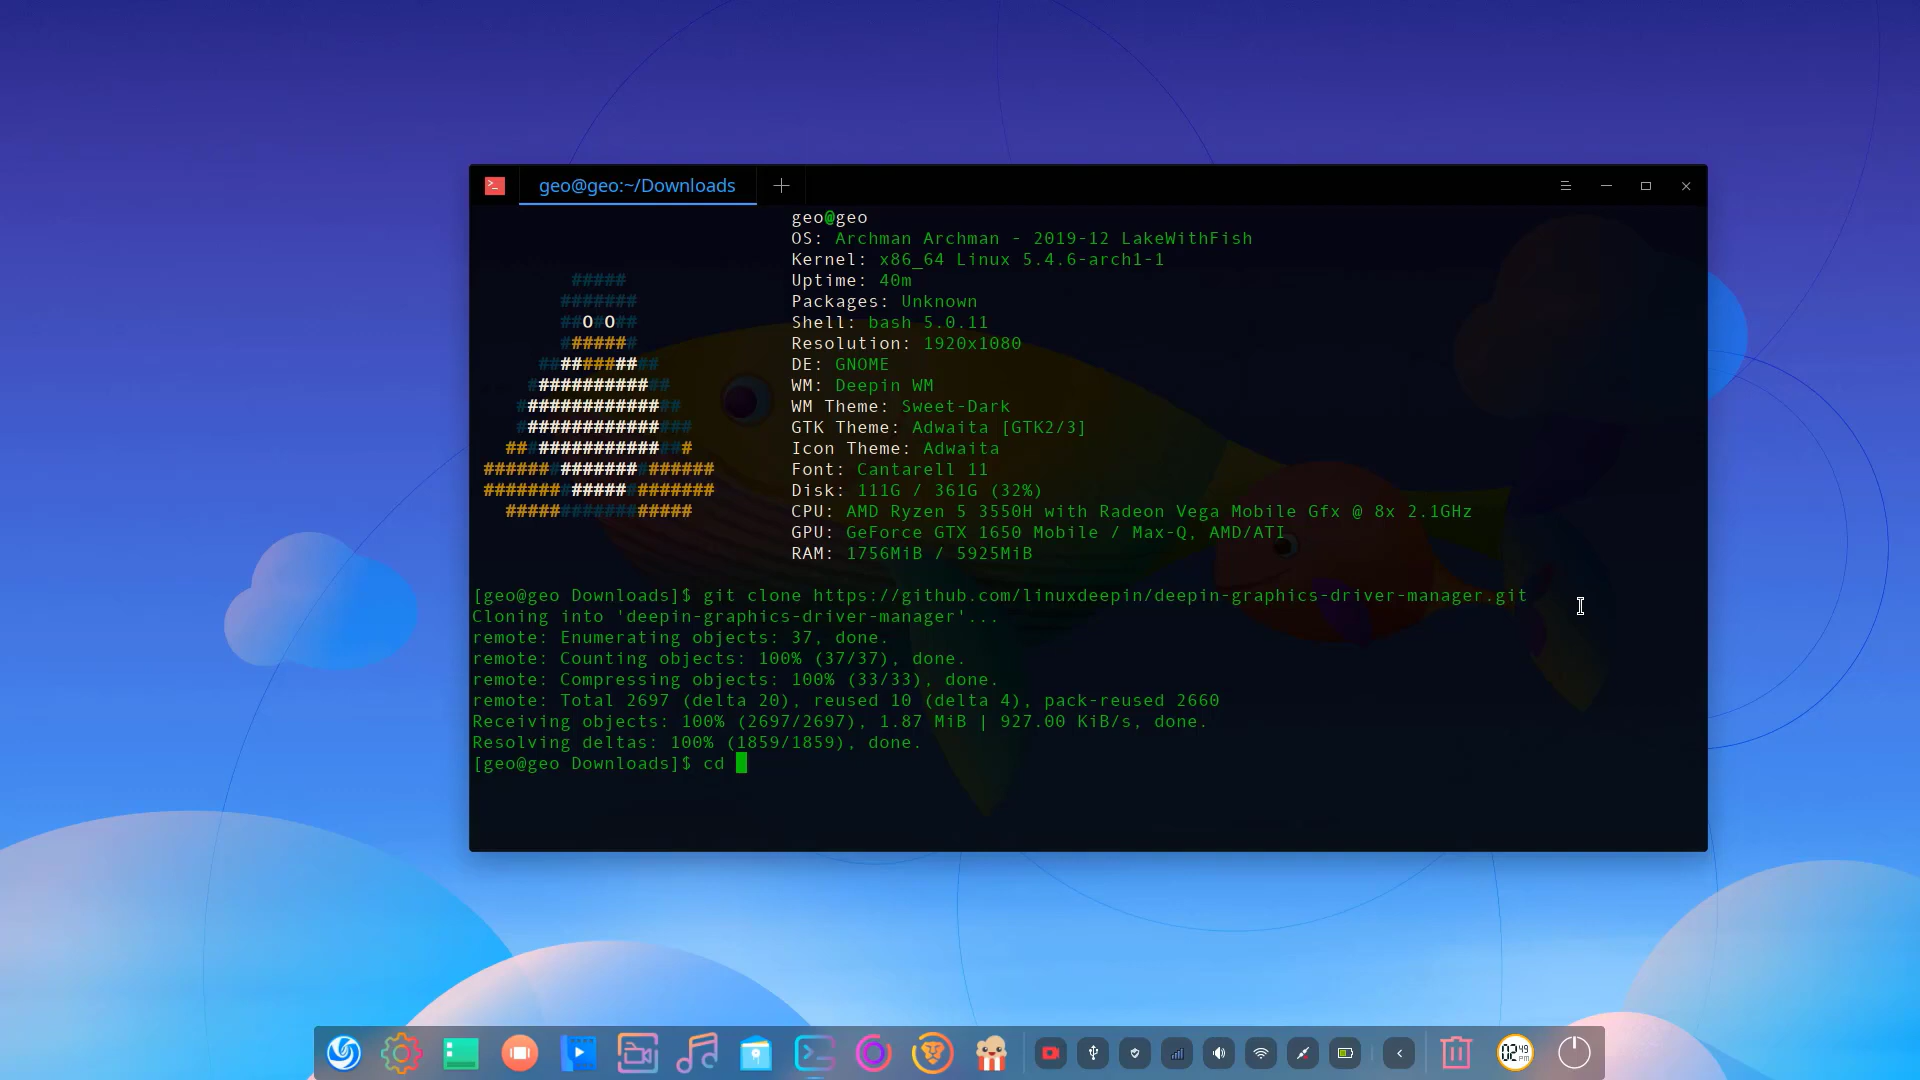 geo@geo:~/Downloads
geo@geo
OS: Archman Archman - 2019-12 LakeWithFish
Kernel: x86_64 Linux 5.4.6-arch1-1
Uptime: 40m
#####
Packages: Unknown
#######
Shell: bash 5.0.11
##O#O##
Resolution: 1920x1080
#######
DE: GNOME
###########
WM: Deepin WM
#############
WM Theme: Sweet-Dark
###############
GTK Theme: Adwaita [GTK2/3]
################
Icon Theme: Adwaita
#################
Font: Cantarell 11
#####################
Disk: 111G / 361G (32%)
#####################
CPU: AMD Ryzen 5 3550H with Radeon Vega Mobile Gfx @ 8x 2.1GHz
#################
GPU: GeForce GTX 1650 Mobile / Max-Q, AMD/ATI
RAM: 1756MiB / 5925MiB
[geo@geo Downloads]$ git clone https://github.com/linuxdeepin/deepin-graphics-driver-manager.git
Cloning into 'deepin-graphics-driver-manager'...
remote: Enumerating objects: 37, done.
remote: Counting objects: 100% (37/37), done.
remote: Compressing objects: 100% (33/33), done.
remote: Total 2697 (delta 20), reused 10 (delta 4), pack-reused 2660
Receiving objects: 100% (2697/2697), 1.87 MiB | 927.00 KiB/s, done.
Resolving deltas: 100% (1859/1859), done.
[geo@geo Downloads]$ cd
02:49
PM